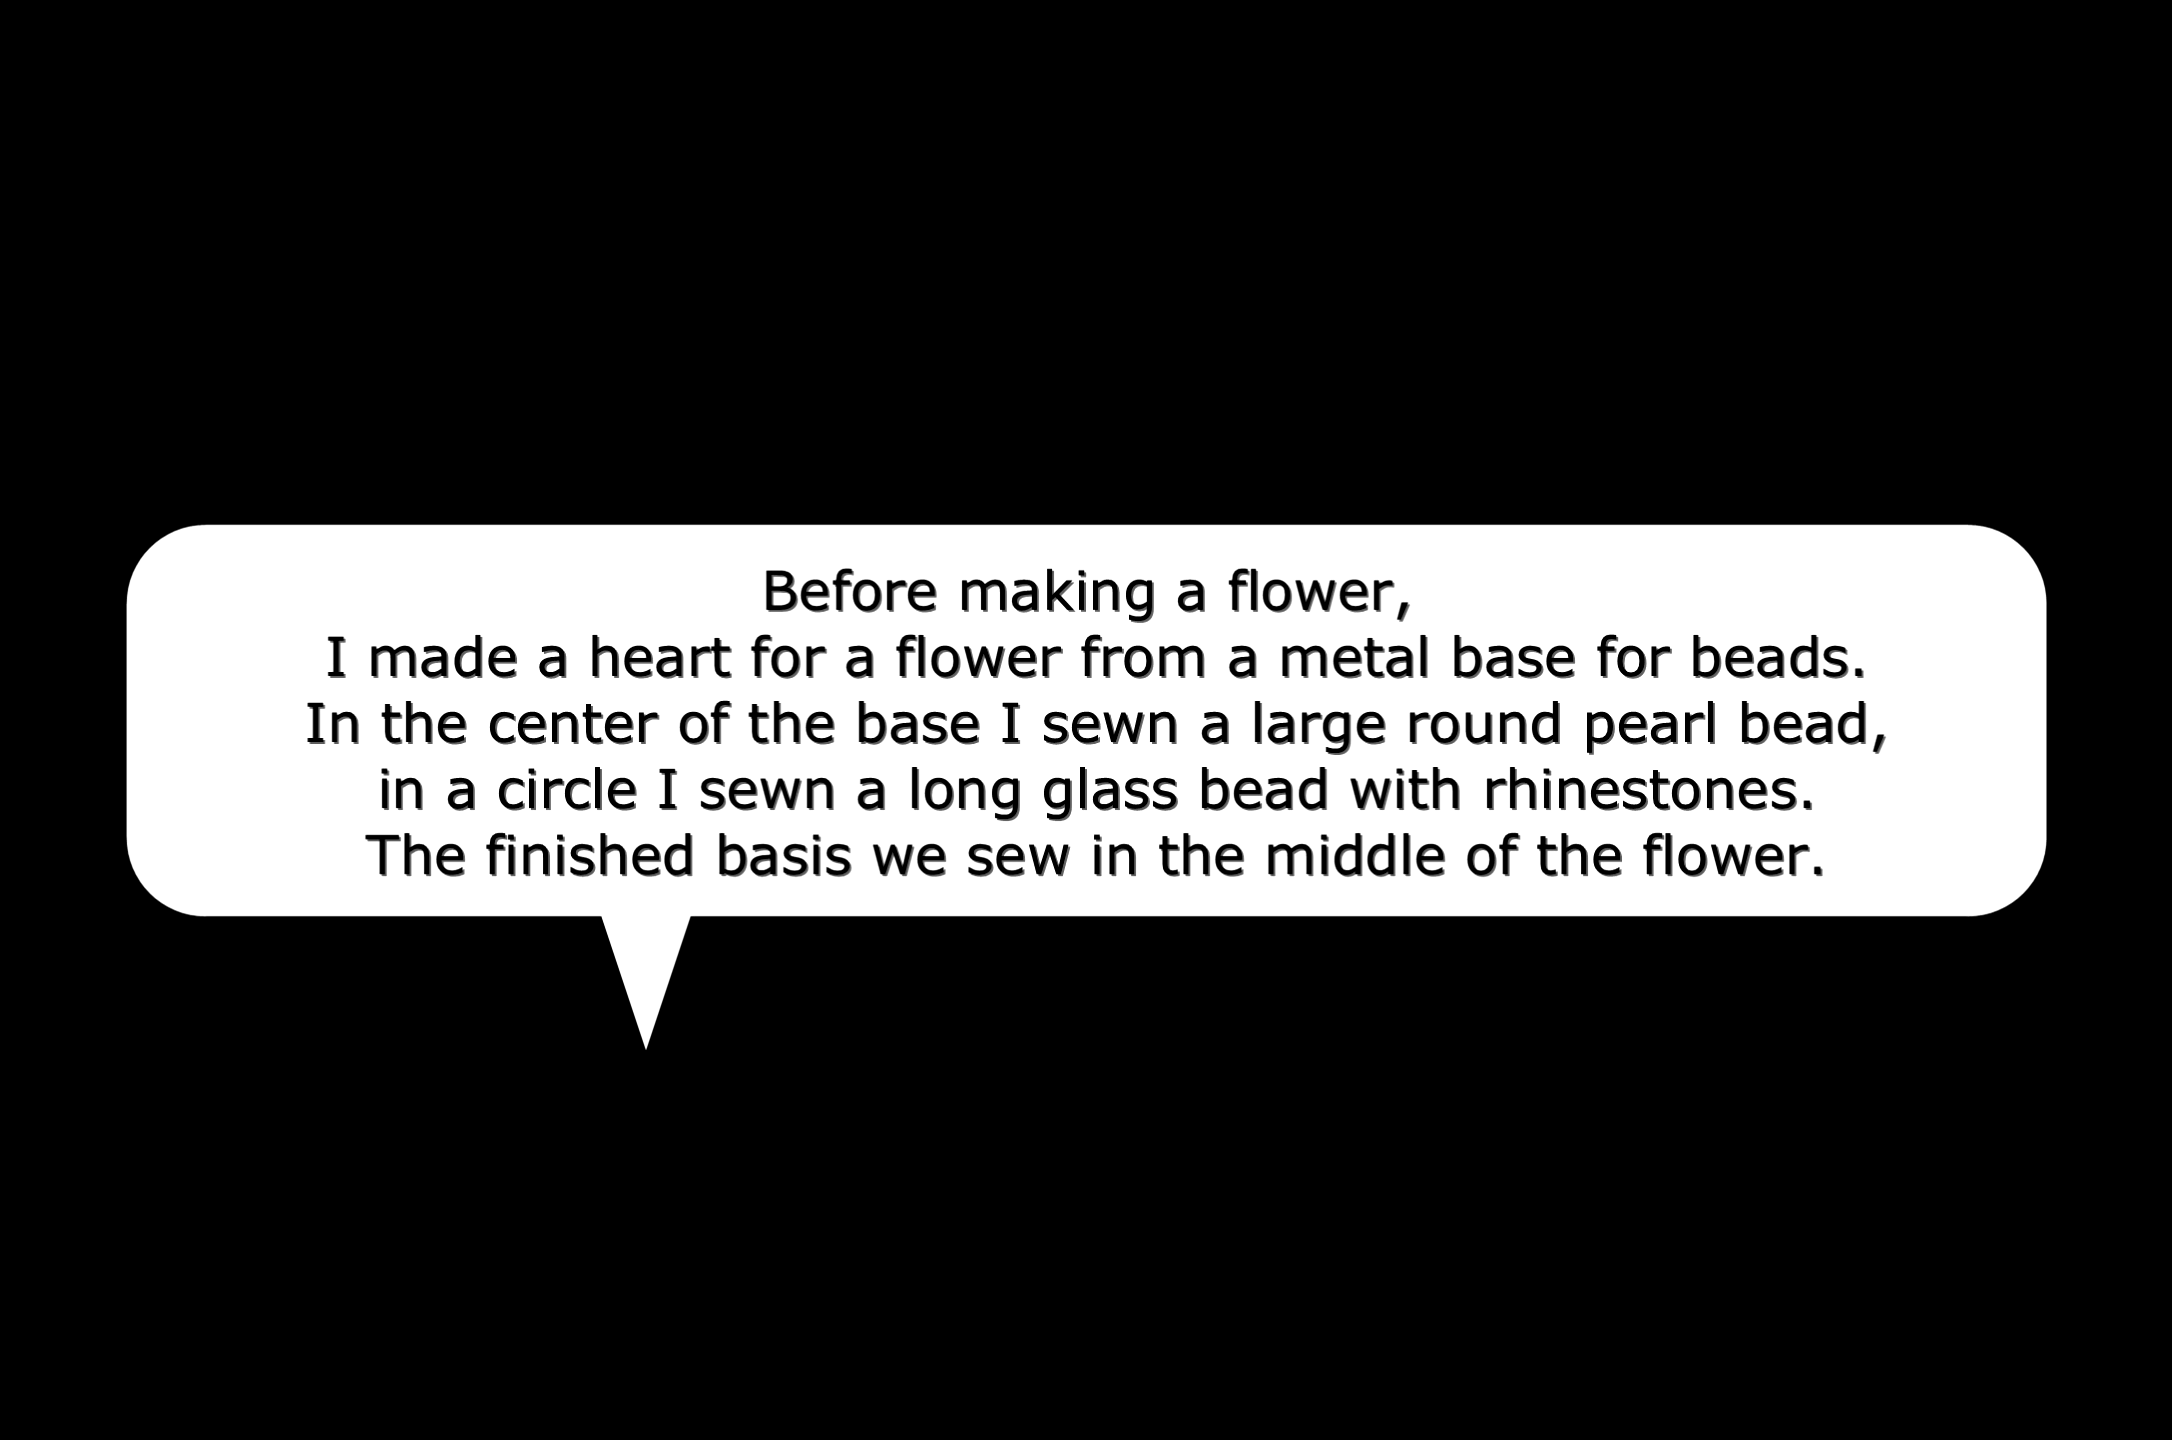 Before making a flower,
I made a heart for a flower from a metal base for beads.
In the center of the base I sewn a large round pearl bead,
in a circle I sewn a long glass bead with rhinestones.
The finished basis we sew in the middle of the flower.